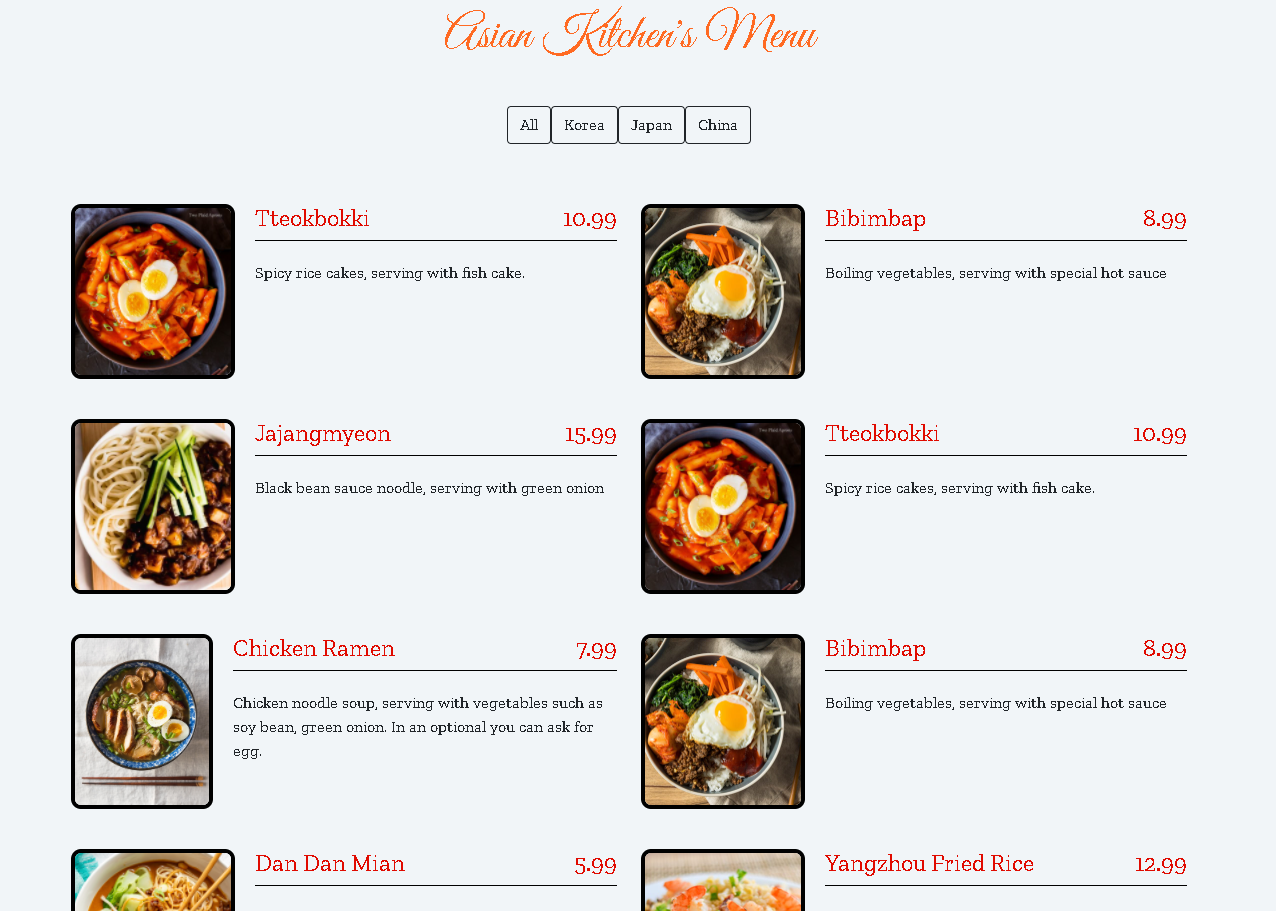 Asian Kitchen's Menu
All Korea Japan China
Tteokbokki 10.99
Spicy rice cakes, serving with fish cake.
Bibimbap 8.99
Boiling vegetables, serving with special hot sauce
Jajangmyeon 15.99
Black bean sauce noodle, serving with green onion
Tteokbokki 10.99
Spicy rice cakes, serving with fish cake.
Chicken Ramen 7.99
Chicken noodle soup, serving with vegetables such as
soy bean, green onion. In an optional you can ask for
egg.
Bibimbap 8.99
Boiling vegetables, serving with special hot sauce
Dan Dan Mian 5.99
Yangzhou Fried Rice 12.99